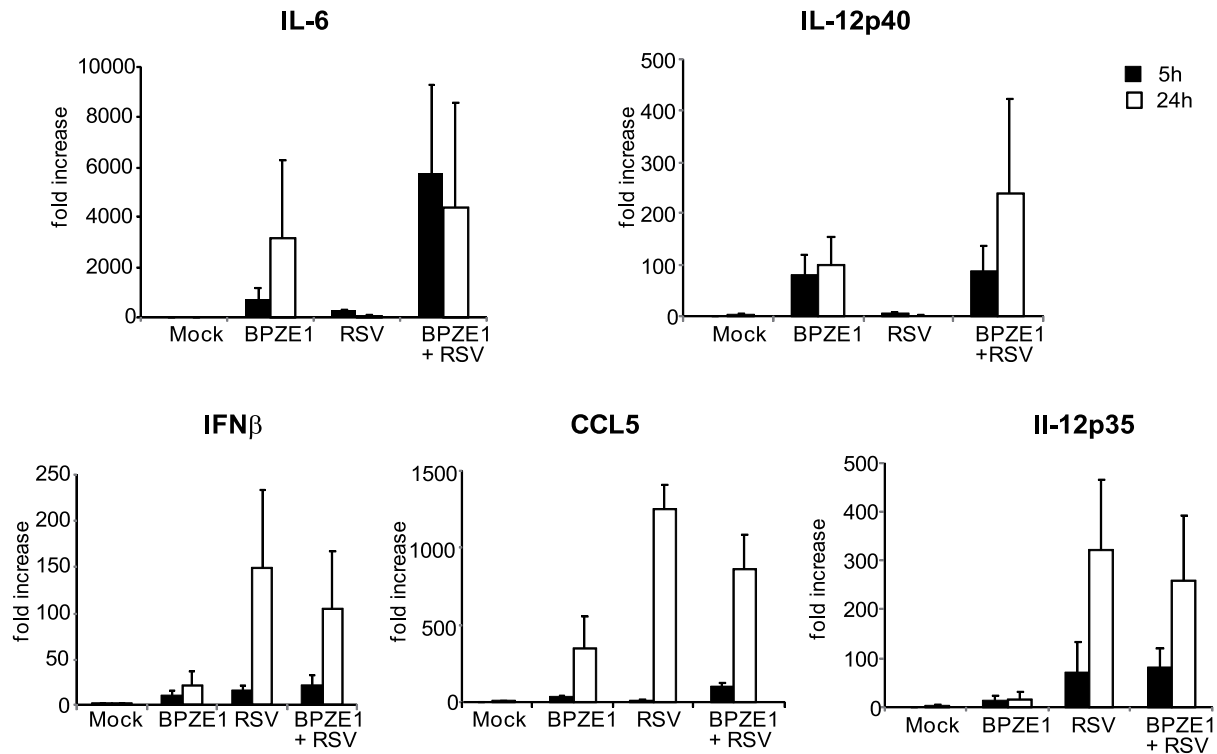 IL-6
IL-12p40
10000
8000
6000
4000
2000
0
fold increase
Mock
BPZE1
RSV
BPZE1
+ RSV
500
400
300
200
100
0
fold increase
Mock
BPZE1
RSV
BPZE1
+RSV
5h
24h
IFNβ
CCL5
Il-12p35
250
200
150
100
50
0
fold increase
Mock
BPZE1
RSV
BPZE1
+ RSV
1500
1000
500
0
fold increase
Mock
BPZE1
RSV
BPZE1
+ RSV
500
400
300
200
100
0
fold increase
Mock
BPZE1
RSV
BPZE1
+ RSV